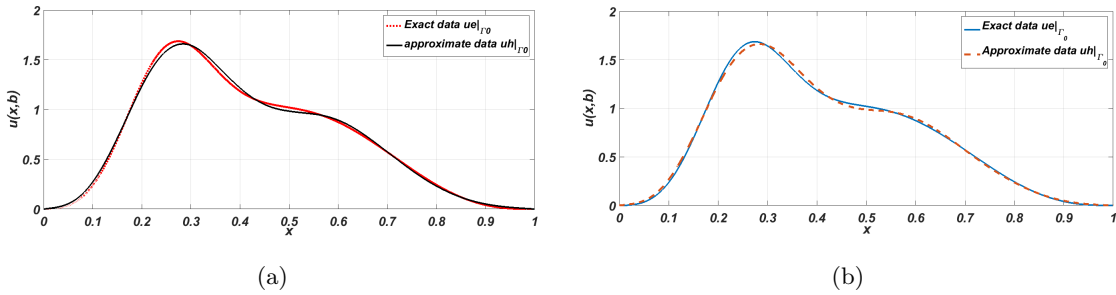 2
1.5
1
0.5
0
u(x,b)
0 0.1 0.2 0.3 0.4 0.5 0.6 0.7 0.8 0.9 1
x
Exact data ue|Γ0
approximate data uh|Γ0
(a)
2
1.5
1
0.5
0
u(x,b)
0 0.1 0.2 0.3 0.4 0.5 0.6 0.7 0.8 0.9 1
x
Exact data ue|Γ0
Approximate data uh|Γ0
(b)